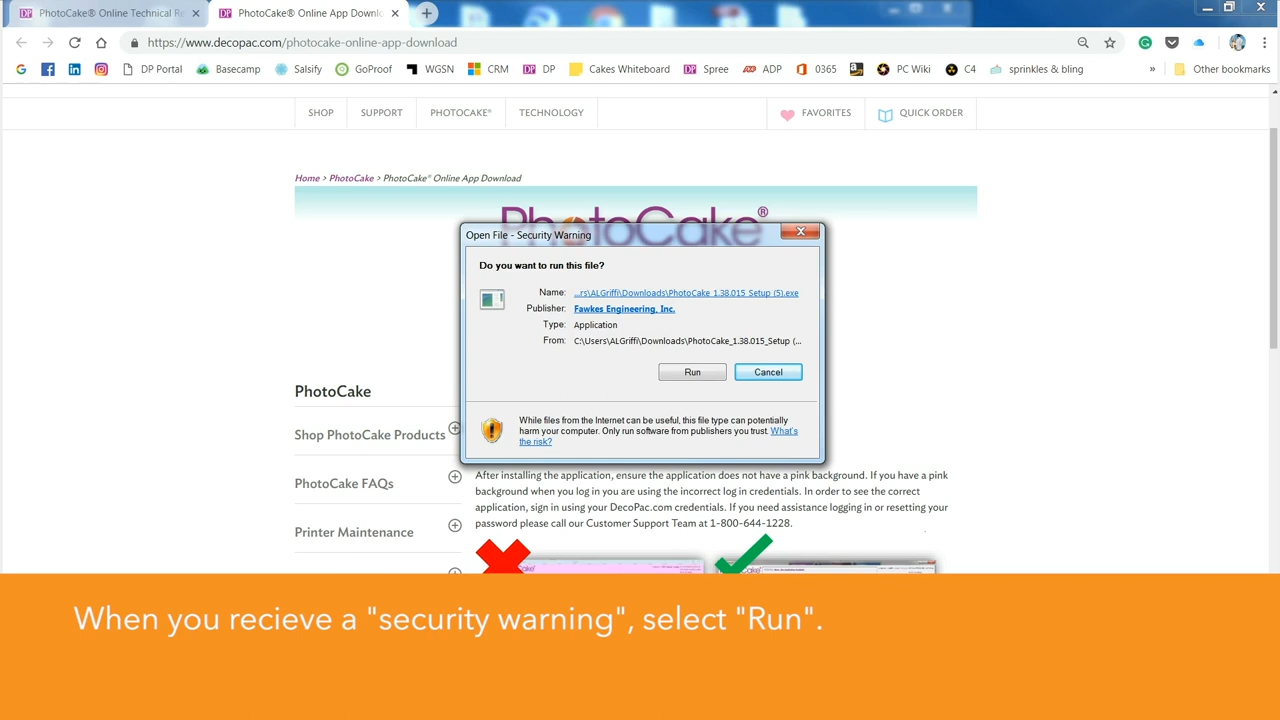 PhotoCake® Online Technical Re
PhotoCake® Online App Downlo
https://www.decopac.com/photocake-online-app-download
DP Portal
Basecamp
Salsify
GoProof
WGSN
CRM
DP
Cakes Whiteboard
Spree
ADP
O365
PC Wiki
C4
sprinkles & bling
»
Other bookmarks
SHOP
SUPPORT
PHOTOCAKE®
TECHNOLOGY
FAVORITES
QUICK ORDER
Home > PhotoCake > PhotoCake® Online App Download
PhotoCake®
Open File - Security Warning
Do you want to run this file?
Name: ...rs\ALGriffi\Downloads\PhotoCake_1.38.015_Setup (5).exe
Publisher: Fawkes Engineering, Inc.
Type: Application
From: C:\Users\ALGriffi\Downloads\PhotoCake_1.38.015_Setup (...
Run
Cancel
While files from the Internet can be useful, this file type can potentially
harm your computer. Only run software from publishers you trust. What's
the risk?
PhotoCake
Shop PhotoCake Products
PhotoCake FAQs
Printer Maintenance
After installing the application, ensure the application does not have a pink background. If you have a pink
background when you log in you are using the incorrect log in credentials. In order to see the correct
application, sign in using your DecoPac.com credentials. If you need assistance logging in or resetting your
password please call our Customer Support Team at 1-800-644-1228.
When you recieve a "security warning", select "Run".